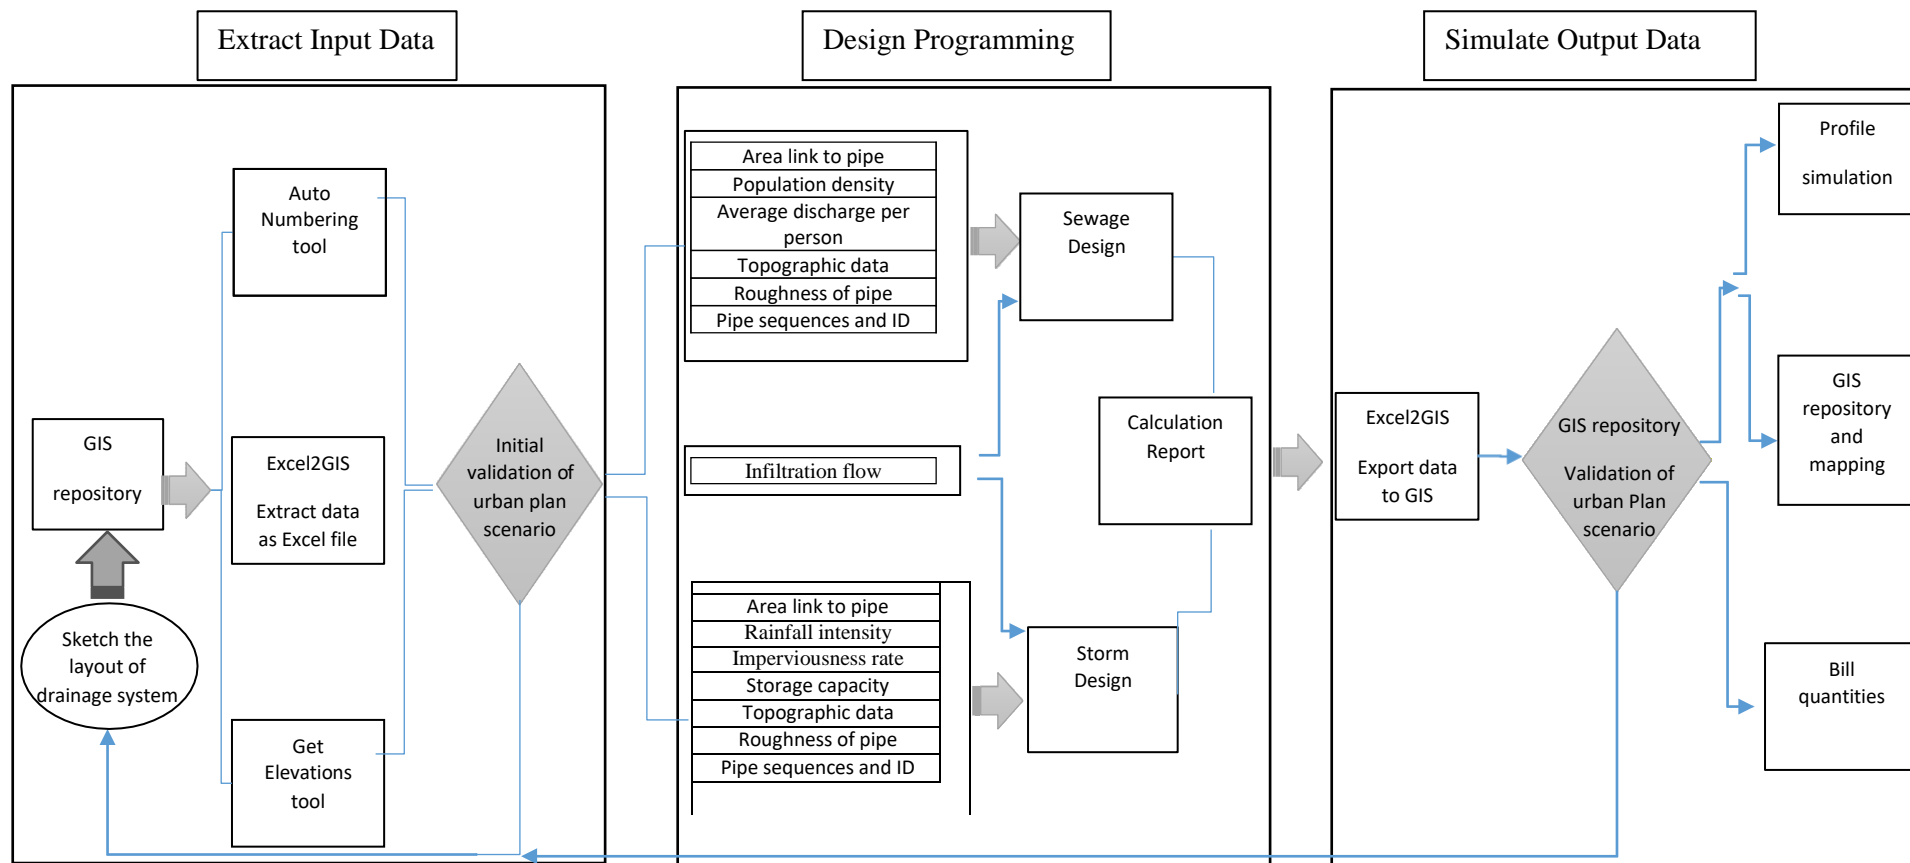 Extract Input Data
Design Programming
Simulate Output Data
Auto
Numbering
tool
GIS
repository
Excel2GIS
Extract data
as Excel file
Sketch the
layout of
drainage system
Get
Elevations
tool
Initial
validation of
urban plan
scenario
Area link to pipe
Population density
Average discharge per
person
Topographic data
Roughness of pipe
Pipe sequences and ID
Infiltration flow
Area link to pipe
Rainfall intensity
Imperviousness rate
Storage capacity
Topographic data
Roughness of pipe
Pipe sequences and ID
Sewage
Design
Calculation
Report
Storm
Design
Excel2GIS
Export data
to GIS
GIS repository
Validation of
urban Plan
scenario
Profile
simulation
GIS
repository
and
mapping
Bill
quantities